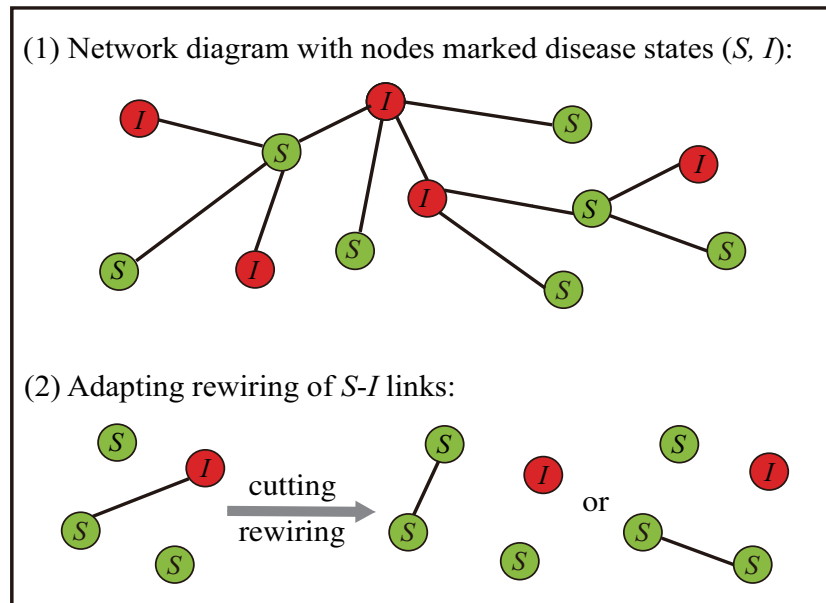 (1) Network diagram with nodes marked disease states (S, I):
I
I
S
S
I
I
S
S
S
I
S
S
(2) Adapting rewiring of S-I links:
S
I
S
S
cutting
rewiring
S
I
S
S
or
S
I
S
S